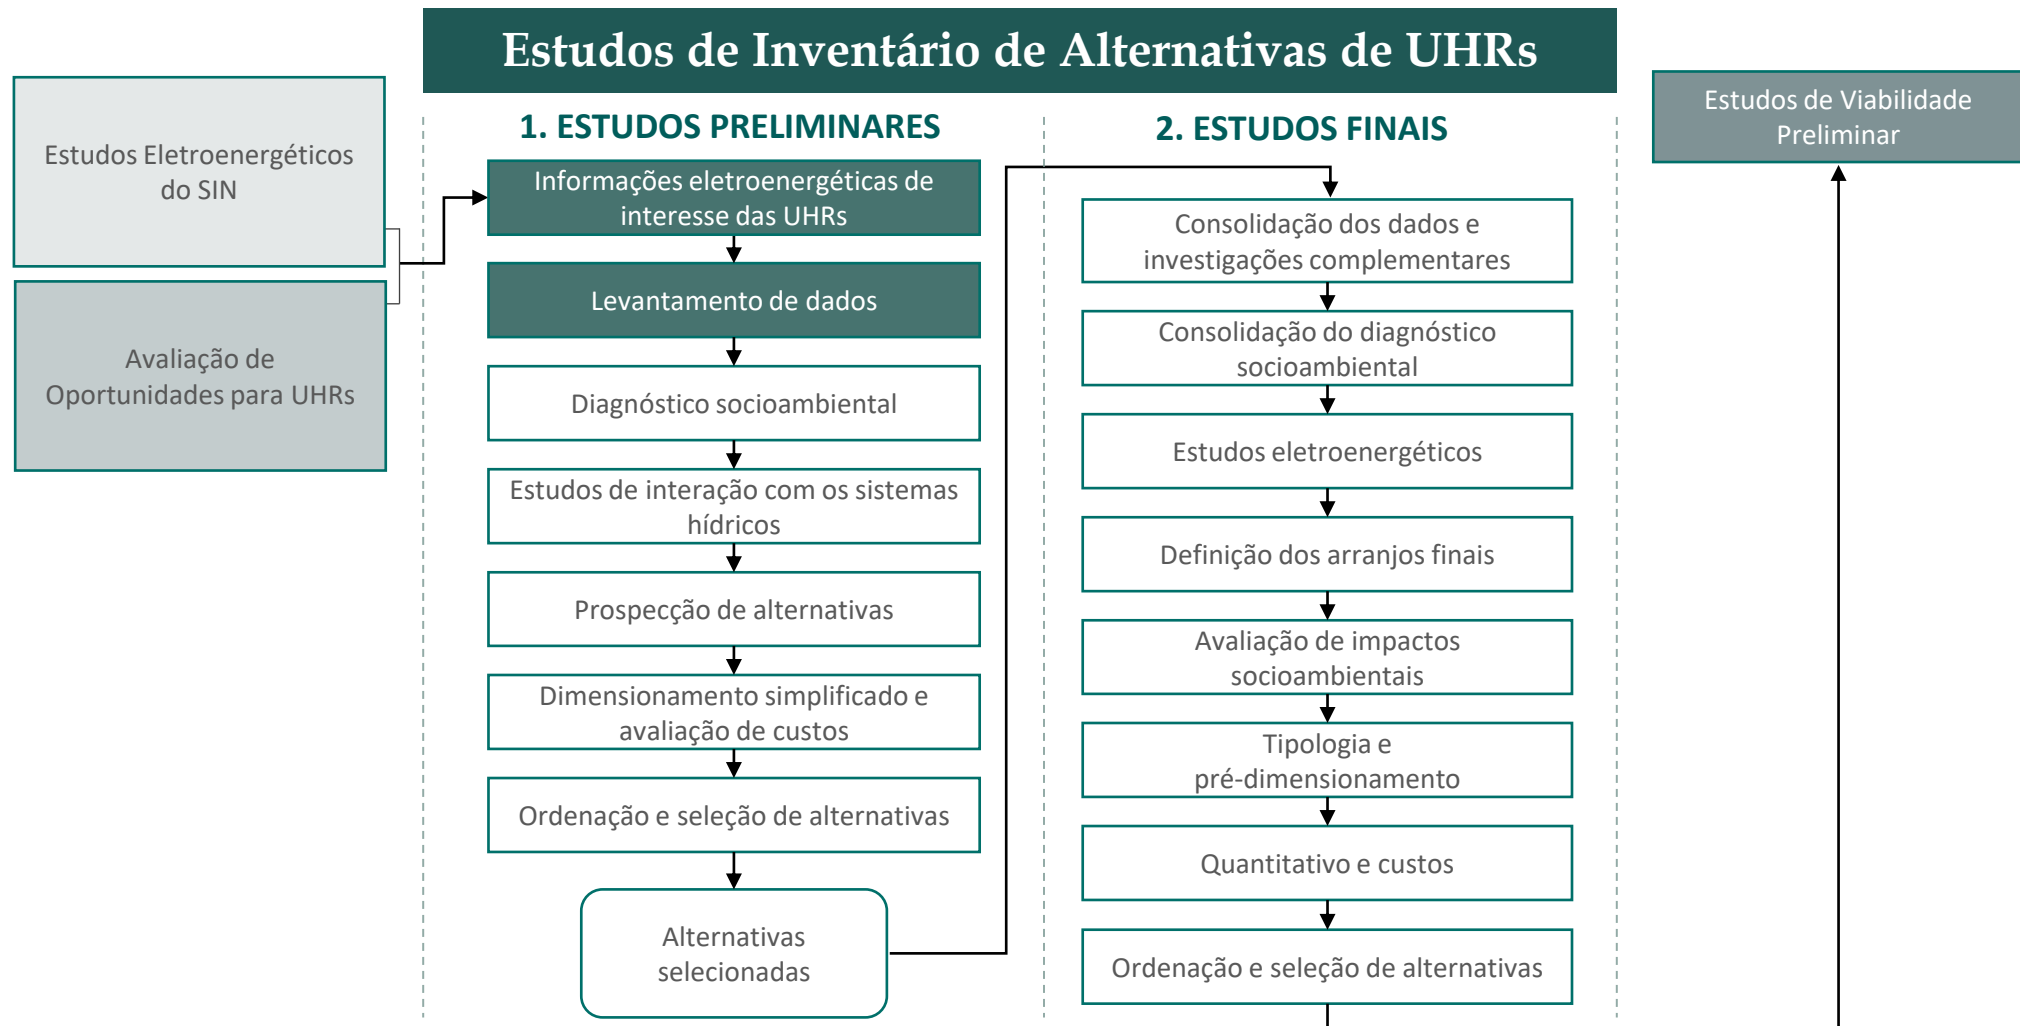 Estudos de Inventário de Alternativas de UHRs
Estudos Eletroenergéticos
do SIN
Avaliação de
Oportunidades para UHRs
1. ESTUDOS PRELIMINARES
Informações eletroenergéticas de
interesse das UHRs
Levantamento de dados
Diagnóstico socioambiental
Estudos de interação com os sistemas
hídricos
Prospecção de alternativas
Dimensionamento simplificado e
avaliação de custos
Ordenação e seleção de alternativas
Alternativas
selecionadas
2. ESTUDOS FINAIS
Consolidação dos dados e
investigações complementares
Consolidação do diagnóstico
socioambiental
Estudos eletroenergéticos
Definição dos arranjos finais
Avaliação de impactos
socioambientais
Tipologia e
pré-dimensionamento
Quantitativo e custos
Ordenação e seleção de alternativas
Estudos de Viabilidade
Preliminar